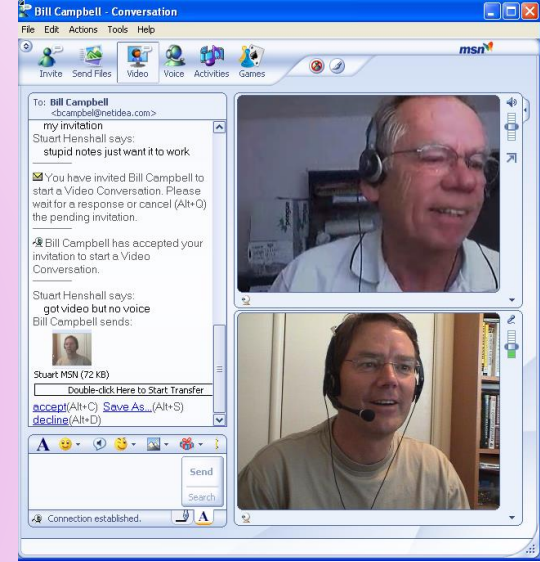 Bill Campbell - Conversation
File Edit Actions Tools Help
msn
Invite Send Files Video Voice Activities Games
To: Bill Campbell
<bcampbel@netidea.com>
my invitation
Stuart Henshall says:
stupid notes just want it to work
You have invited Bill Campbell to
start a Video Conversation. Please
wait for a response or cancel (Alt+Q)
the pending invitation.
Bill Campbell has accepted your
invitation to start a Video
Conversation.
Stuart Henshall says:
got video but no voice
Bill Campbell sends:
Stuart MSN (72 KB)
Double-click Here to Start Transfer
accept(Alt+C) Save As...(Alt+S)
decline(Alt+D)
A
Send
Search
Connection established.
A